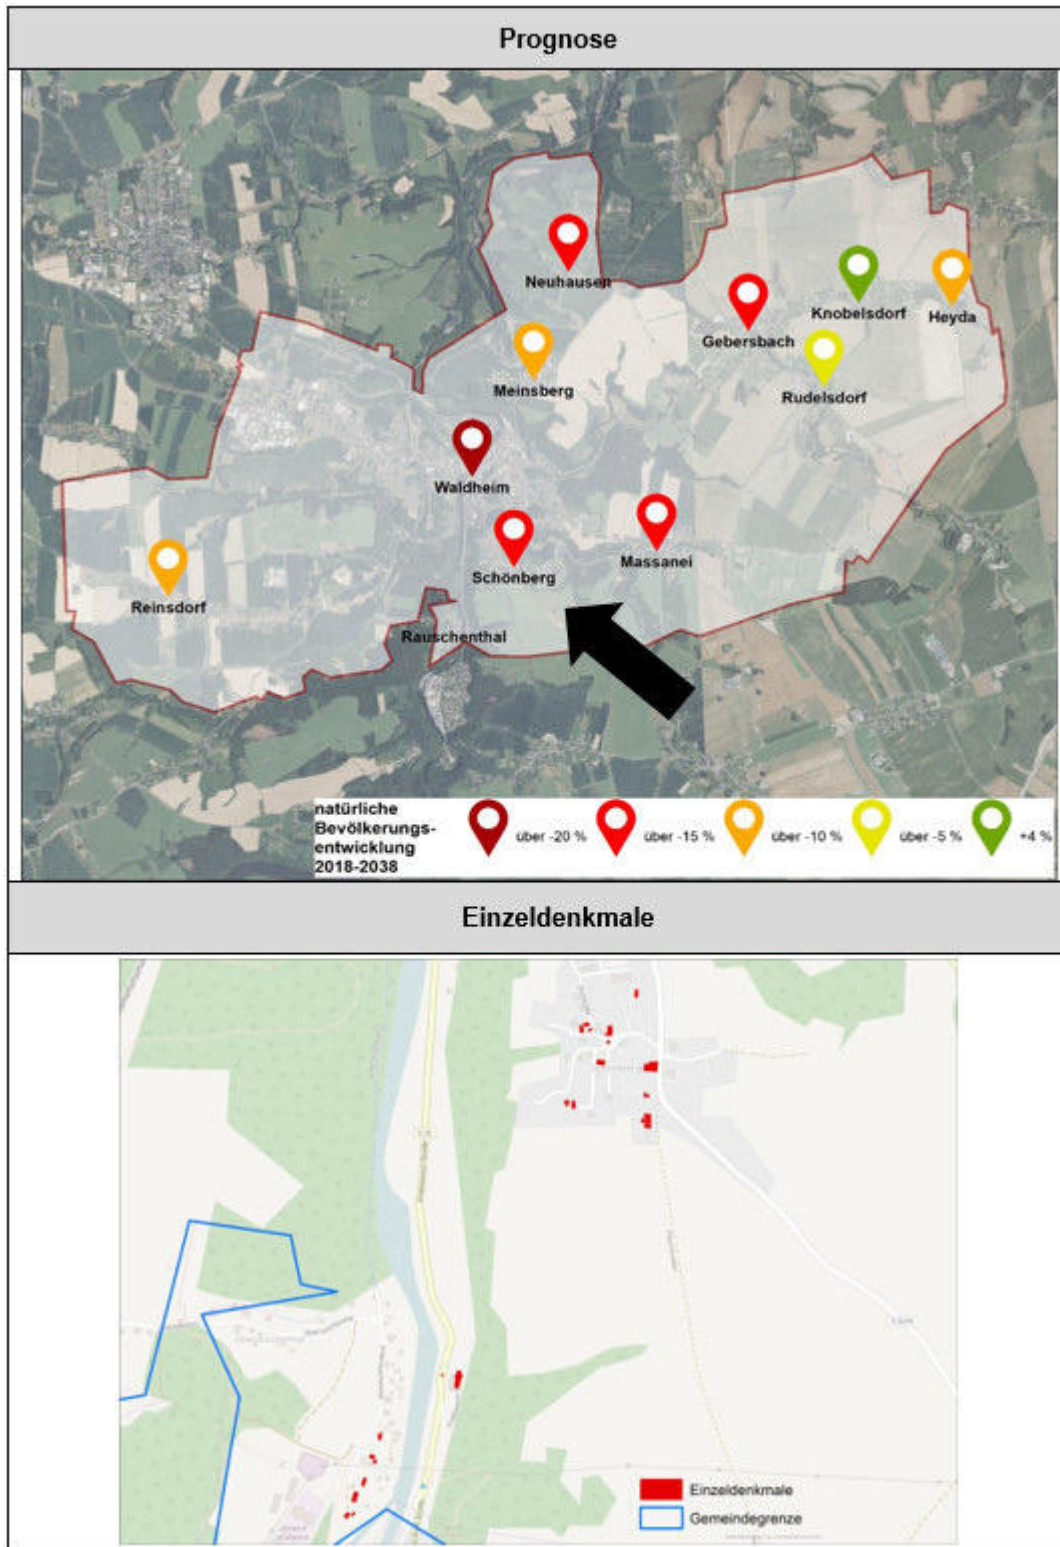 Prognose
Neuhausen
Knobelsdorf
Heyda
Gebersbach
Meinsberg
Rudelsdorf
Waldheim
Massanei
Schönberg
Reinsdorf
Rauschenthal
natürliche
Bevölkerungs-
entwicklung
2018-2038
über -20 %
über -15 %
über -10 %
über -5 %
+4 %
Einzeldenkmale
Einzeldenkmale
Gemeindegrenze